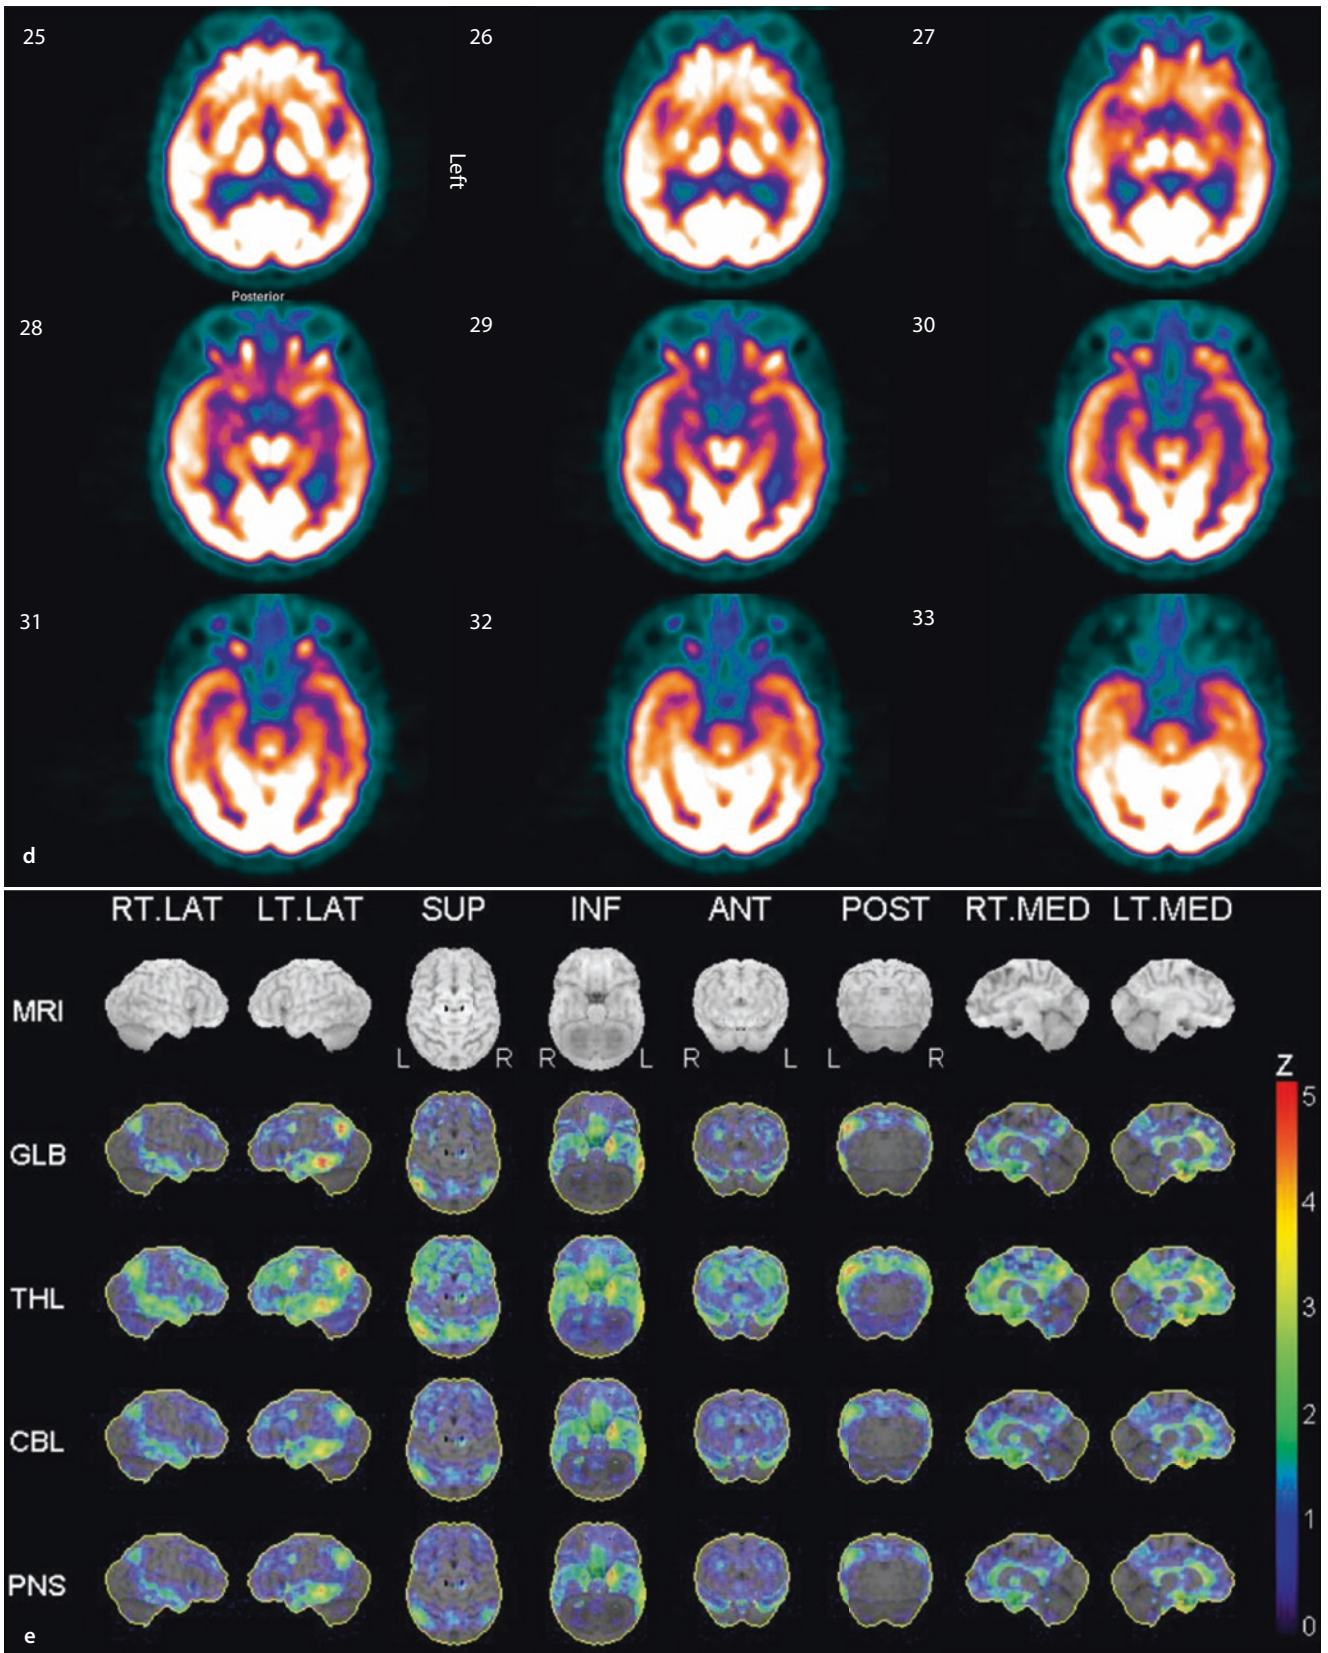 25
26
27
Left
Posterior
28
29
30
31
32
33
d
RT.LAT LT.LAT SUP INF ANT POST RT.MED LT.MED
MRI
L R R L R L L R
Z
5
GLB
4
THL
3
2
CBL
1
PNS
0
e